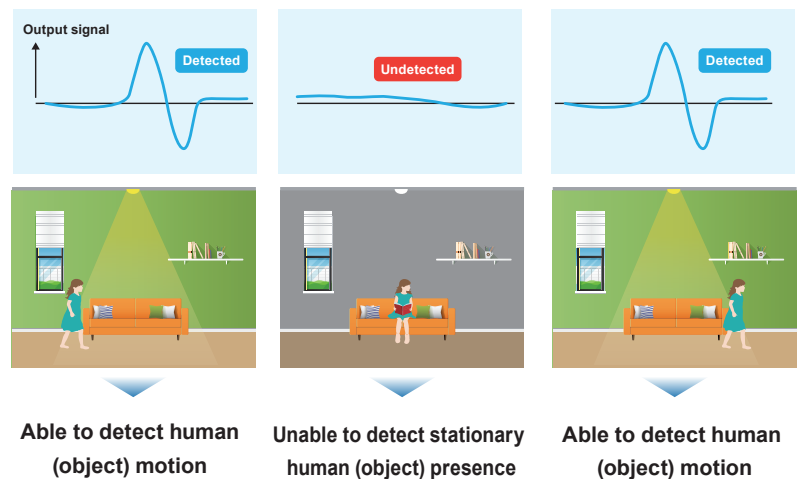 Output signal
Detected
Undetected
Detected
Able to detect human
(object) motion
Unable to detect stationary
human (object) presence
Able to detect human
(object) motion